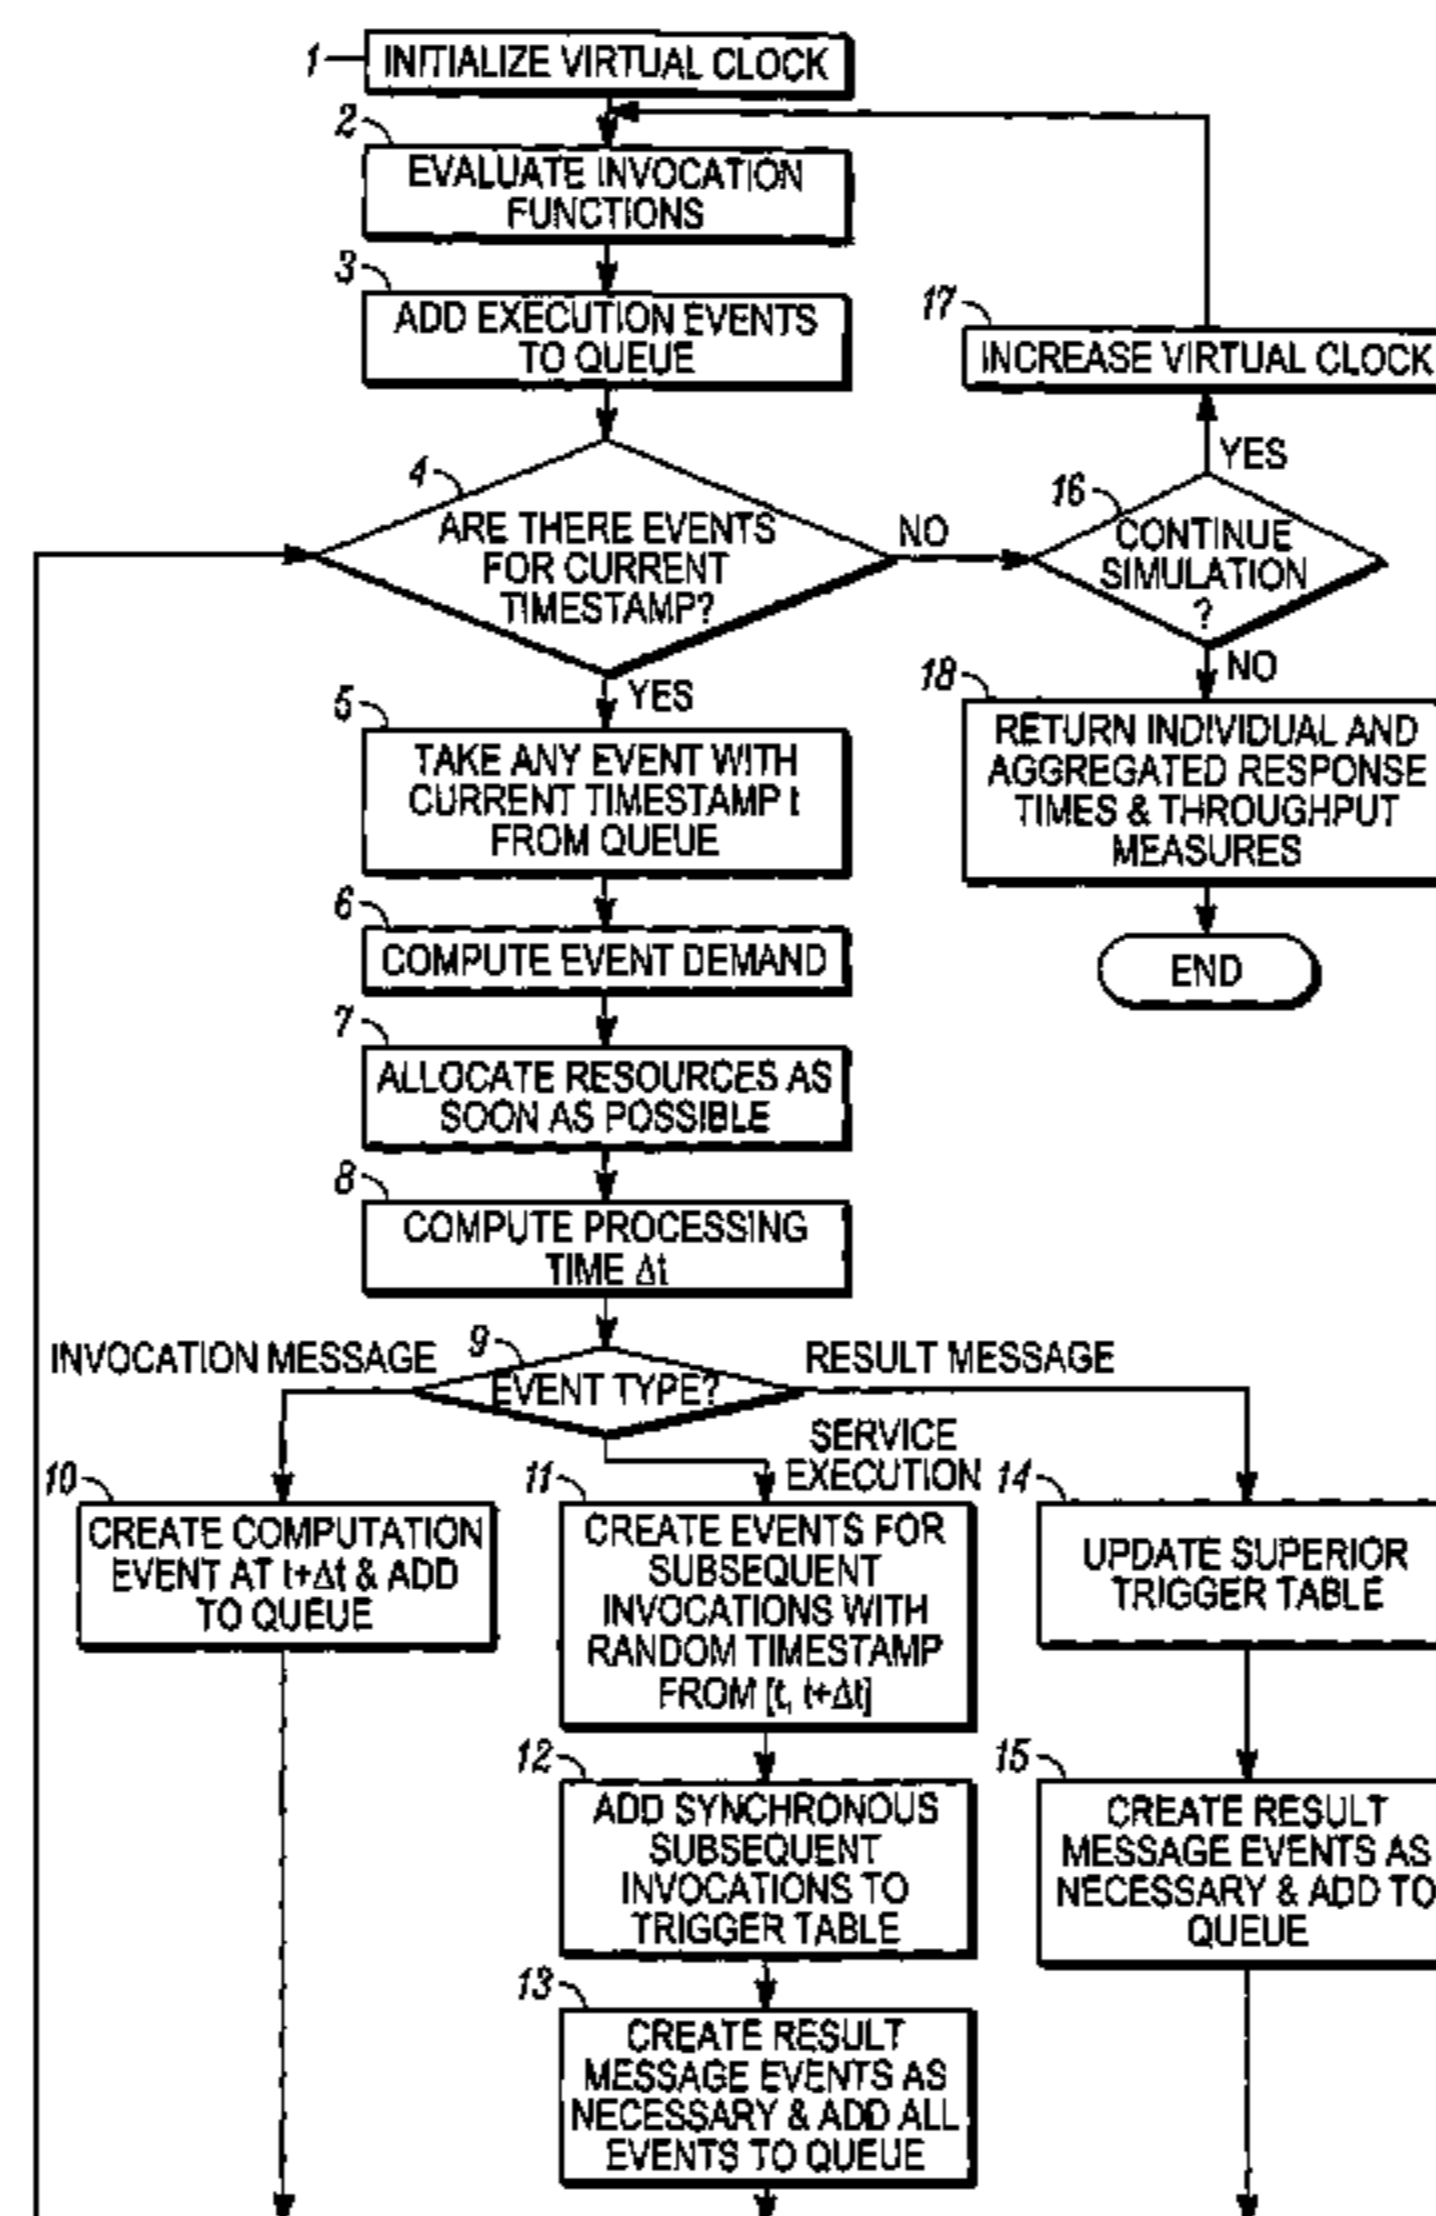 1
INITIALIZE VIRTUAL CLOCK
2
EVALUATE INVOCATION
FUNCTIONS
3
ADD EXECUTION EVENTS
TO QUEUE
4
ARE THERE EVENTS
FOR CURRENT
TIMESTAMP?
NO
YES
5
TAKE ANY EVENT WITH
CURRENT TIMESTAMP t
FROM QUEUE
6
COMPUTE EVENT DEMAND
7
ALLOCATE RESOURCES AS
SOON AS POSSIBLE
8
COMPUTE PROCESSING
TIME Δt
9
EVENT TYPE?
INVOCATION MESSAGE
RESULT MESSAGE
SERVICE
EXECUTION
10
CREATE COMPUTATION
EVENT AT t+Δt & ADD
TO QUEUE
11
CREATE EVENTS FOR
SUBSEQUENT
INVOCATIONS WITH
RANDOM TIMESTAMP
FROM [t, t+Δt]
12
ADD SYNCHRONOUS
SUBSEQUENT
INVOCATIONS TO
TRIGGER TABLE
13
CREATE RESULT
MESSAGE EVENTS AS
NECESSARY & ADD ALL
EVENTS TO QUEUE
14
UPDATE SUPERIOR
TRIGGER TABLE
15
CREATE RESULT
MESSAGE EVENTS AS
NECESSARY & ADD TO
QUEUE
16
CONTINUE
SIMULATION
?
YES
NO
17
INCREASE VIRTUAL CLOCK
18
RETURN INDIVIDUAL AND
AGGREGATED RESPONSE
TIMES & THROUGHPUT
MEASURES
END